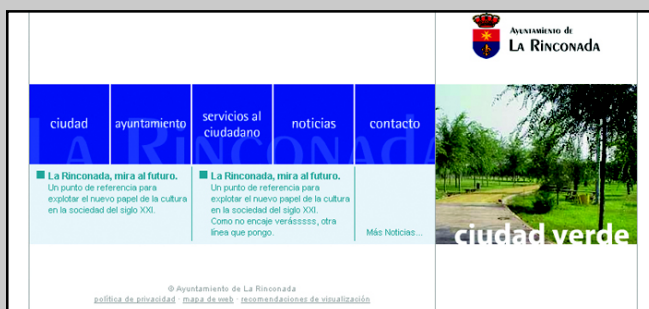 Ayuntamiento de
La Rinconada
ciudad
ayuntamiento
servicios al
ciudadano
noticias
contacto
La Rinconada
La Rinconada, mira al futuro.
Un punto de referencia para
explotar el nuevo papel de la cultura
en la sociedad del siglo XXI.
La Rinconada, mira al futuro.
Un punto de referencia para
explotar el nuevo papel de la cultura
en la sociedad del siglo XXI.
Como no encaje verásssss, otra
línea que pongo.
Más Noticias...
ciudad verde
© Ayuntamiento de La Rinconada
política de privacidad · mapa de web · recomendaciones de visualización